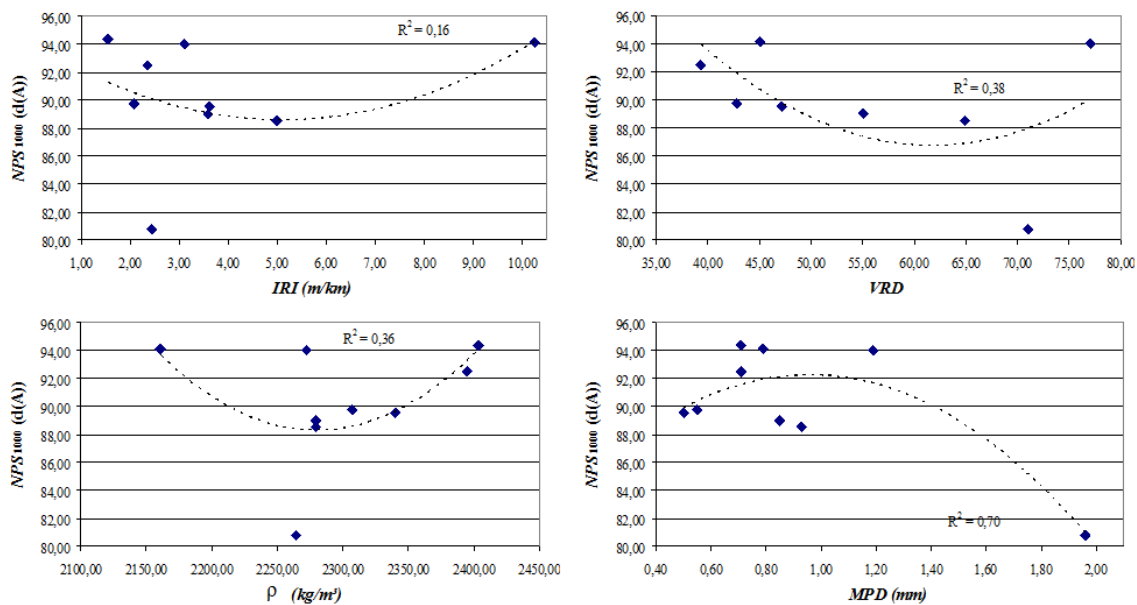 NPS 1000 (d(A))
96,00
94,00
92,00
90,00
88,00
86,00
84,00
82,00
80,00
R² = 0,16
1,00 2,00 3,00 4,00 5,00 6,00 7,00 8,00 9,00 10,00
IRI (m/km)
NPS 1000 (d(A))
96,00
94,00
92,00
90,00
88,00
86,00
84,00
82,00
80,00
R² = 0,38
35,00 40,00 45,00 50,00 55,00 60,00 65,00 70,00 75,00 80,00
VRD
NPS 1000 (d(A))
96,00
94,00
92,00
90,00
88,00
86,00
84,00
82,00
80,00
R² = 0,36
2100,00 2150,00 2200,00 2250,00 2300,00 2350,00 2400,00 2450,00
ρ (kg/m³)
NPS 1000 (d(A))
96,00
94,00
92,00
90,00
88,00
86,00
84,00
82,00
80,00
R² = 0,70
0,40 0,60 0,80 1,00 1,20 1,40 1,60 1,80 2,00
MPD (mm)